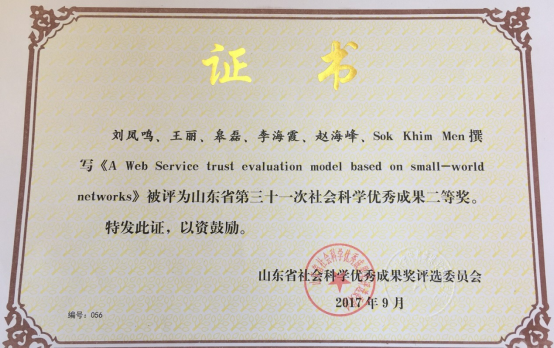 证书
刘凤鸣、王丽、皋磊、李海霞、赵海峰、Sok Khim Men撰
写《A Web Service trust evaluation model based on small-world
networks》被评为山东省第三十一次社会科学优秀成果二等奖。
特发此证，以资鼓励。
山东省社会科学优秀成果奖评选委员会
2017年9月
编号：056